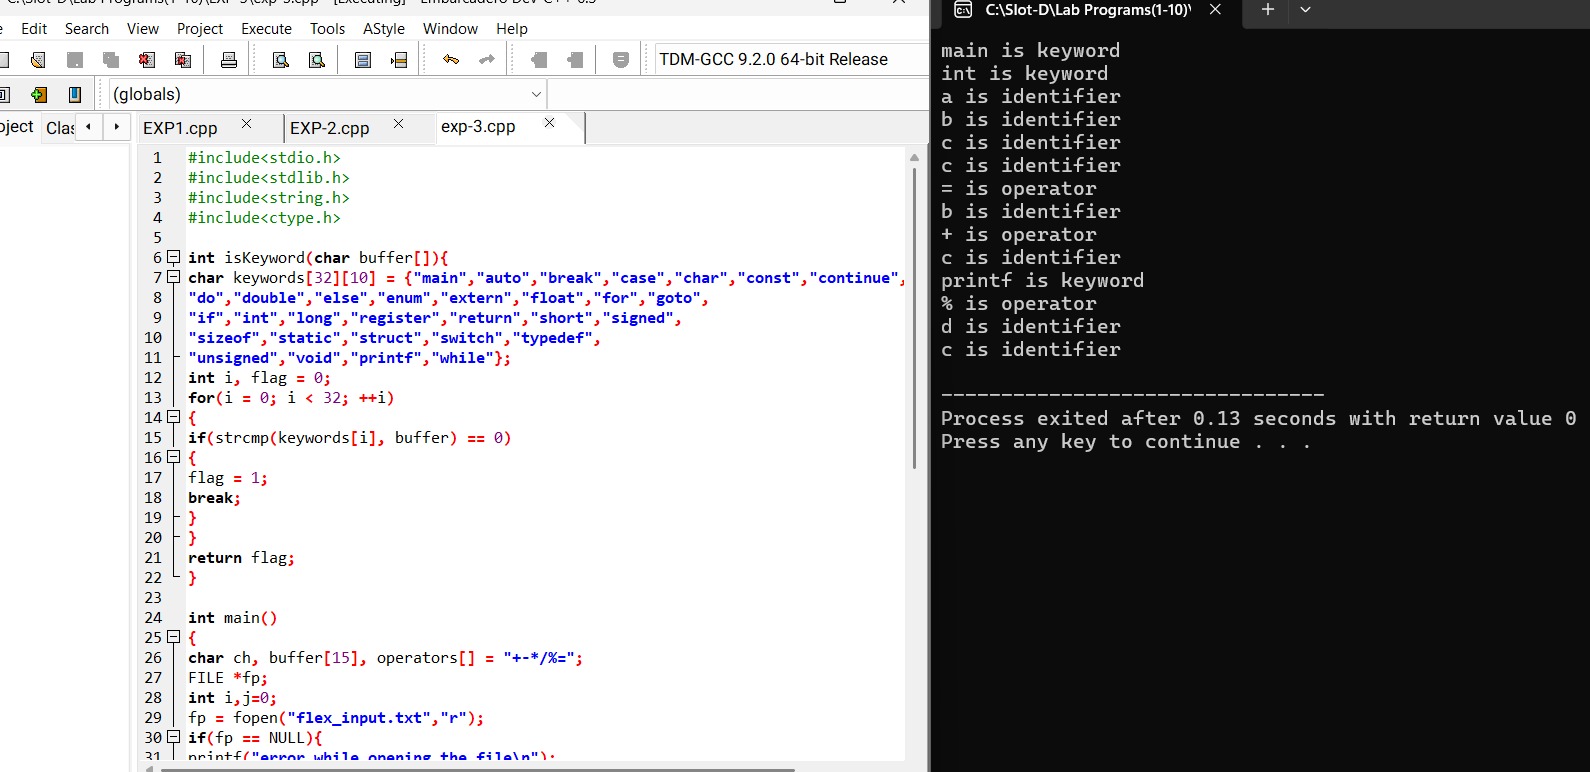 Edit Search View Project Execute Tools AStyle Window Help
TDM-GCC 9.2.0 64-bit Release
(globals)
EXP1.cpp EXP-2.cpp exp-3.cpp
1 #include<stdio.h>
2 #include<stdlib.h>
3 #include<string.h>
4 #include<ctype.h>
5
6 int isKeyword(char buffer[]){
7 char keywords[32][10] = {"main","auto","break","case","char","const","continue",
8 "do","double","else","enum","extern","float","for","goto",
9 "if","int","long","register","return","short","signed",
10 "sizeof","static","struct","switch","typedef",
11 "unsigned","void","printf","while"};
12 int i, flag = 0;
13 for(i = 0; i < 32; ++i)
14 {
15 if(strcmp(keywords[i], buffer) == 0)
16 {
17 flag = 1;
18 break;
19 }
20 }
21 return flag;
22 }
23
24 int main()
25 {
26 char ch, buffer[15], operators[] = "+-*/%=";
27 FILE *fp;
28 int i,j=0;
29 fp = fopen("flex_input.txt","r");
30 if(fp == NULL){
31 printf("error while opening the file\n");
C:\Slot-D\Lab Programs(1-10)\
main is keyword
int is keyword
a is identifier
b is identifier
c is identifier
c is identifier
= is operator
b is identifier
+ is operator
c is identifier
printf is keyword
% is operator
d is identifier
c is identifier
--------------------------------
Process exited after 0.13 seconds with return value 0
Press any key to continue . . .